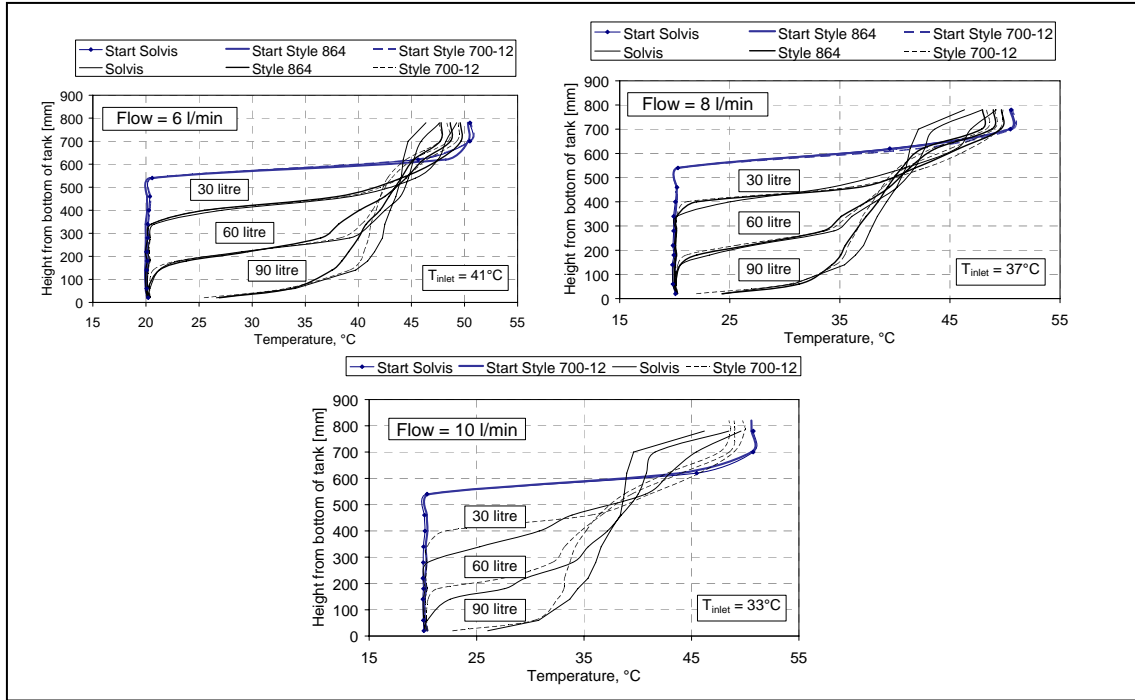 Start Solvis Start Style 864 Start Style 700-12
Solvis Style 864 Style 700-12
Height from bottom of tank [mm]
900
800
700
600
500
400
300
200
100
0
Flow = 6 l/min
30 litre
60 litre
90 litre
T inlet = 41°C
15 20 25 30 35 40 45 50 55
Temperature, °C
Start Solvis Start Style 864 Start Style 700-12
Solvis Style 864 Style 700-12
Height from bottom of tank [mm]
900
800
700
600
500
400
300
200
100
0
Flow = 8 l/min
30 litre
60 litre
90 litre
T inlet = 37°C
15 25 35 45 55
Temperature, °C
Start Solvis Start Style 700-12 Solvis Style 700-12
Height from bottom of tank [mm]
900
800
700
600
500
400
300
200
100
0
Flow = 10 l/min
30 litre
60 litre
90 litre
T inlet = 33°C
15 25 35 45 55
Temperature, °C